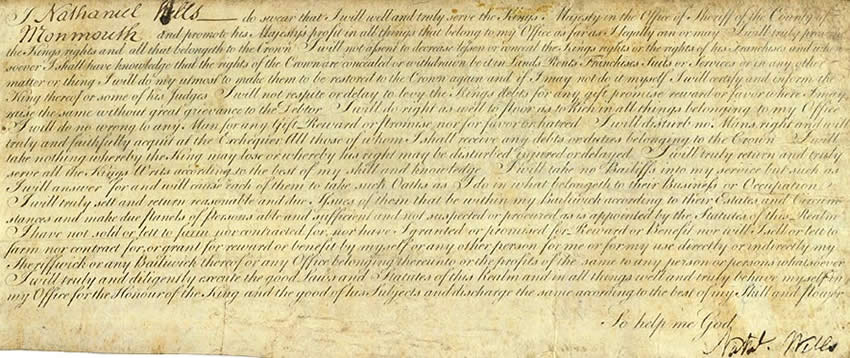 I Nathaniel Wells do swear that I will well and truly serve the Kings Majesty in the Office of Sheriff of the County of
Monmouth and promote his Majestys profit in all things that belong to my Office as far as I legally can or may I will truly
the Kings rights and all that belongeth to the Crown I will not assent to decrease lessen or conceal the Kings rights or the rights of his Franchises and
soever I shall have knowledge that the rights of the Crown are concealed or withdrawn be it in Lands Rents Franchises Suits or Services or in any other
matter or thing I will do my utmost to make them to be restored to the Crown again and if I may not do it myself I will certify and inform the
King thereof or some of his Judges I will not respite or delay to levy the Kings debts for any gift promise reward or favor where I may
raise the same without great grievance to the Debtor I will do right as well to Poor as to Rich in all things belonging to my Office
I will do no wrong to any Man for any Gift Reward or Promise nor for favor or hatred I will disturb no Mans right and will
truly and faithfully acquit at the Exchequer All those of whom I shall receive any debts or duties belonging to the Crown I will
take nothing whereby the King may lose or whereby his right may be disturbed injured or delayed I will truly return and truly
serve all the Kings Writs according to the best of my skill and knowledge I will take no Bailiffs into my service but such as
I will answer for and will cause each of them to take such Oaths as I do in what belongeth to their Business or Occupation
I will truly sett and return reasonable and due Issues of them that be within my Bailiwick according to their Estates and Circum
stances and make due Panels of Persons able and sufficient and not suspected or procured as is appointed by the Statutes of this Realm
I have not sold or lett to farm nor contracted for nor have I granted or promised for Reward or Benefit nor will I sell or lett to
farm nor contract for or grant for reward or benefit by myself or any other person for me or for my use directly or indirectly my
Sheriffwick or any Bailiwick thereof or any Office belonging thereunto or the profits of the same to any person or persons whatsoever
I will truly and diligently execute the good Laws and Statutes of this Realm and in all things well and truly behave myself in
my Office for the Honour of the King and the good of his Subjects and discharge the same according to the best of my Skill and Power
So help me God
Nathl. Wells